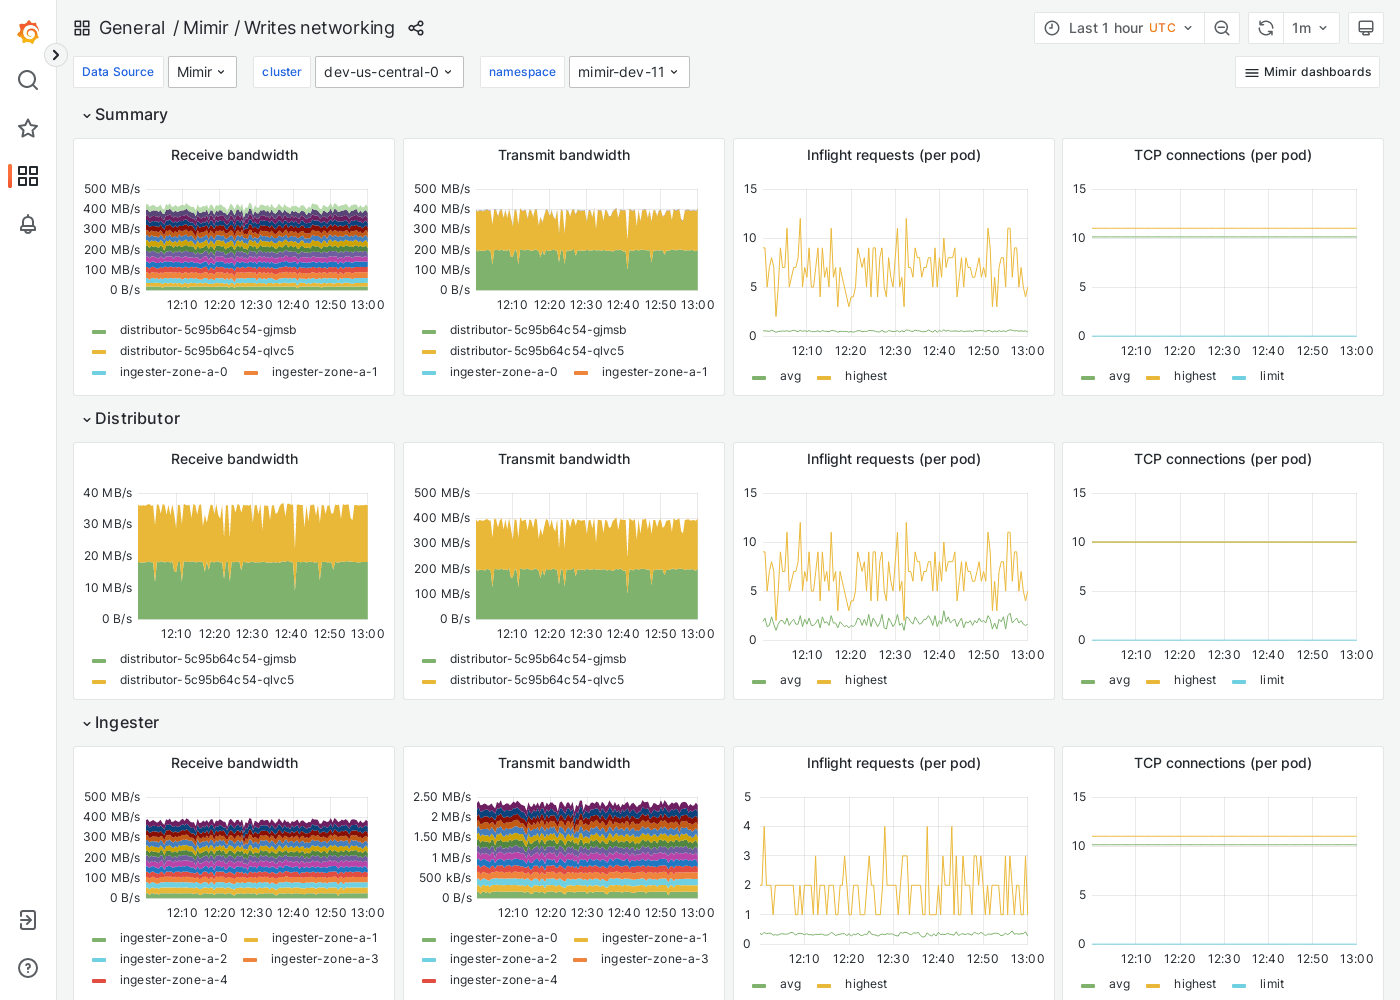 General / Mimir / Writes networking
Last 1 hour UTC
1m
Data Source Mimir cluster dev-us-central-0 namespace mimir-dev-11
Mimir dashboards
Summary
Receive bandwidth
500 MB/s
400 MB/s
300 MB/s
200 MB/s
100 MB/s
0 B/s
12:10 12:20 12:30 12:40 12:50 13:00
distributor-5c95b64c54-gjmsb
distributor-5c95b64c54-qlvc5
ingester-zone-a-0 ingester-zone-a-1
Transmit bandwidth
500 MB/s
400 MB/s
300 MB/s
200 MB/s
100 MB/s
0 B/s
12:10 12:20 12:30 12:40 12:50 13:00
distributor-5c95b64c54-gjmsb
distributor-5c95b64c54-qlvc5
ingester-zone-a-0 ingester-zone-a-1
Inflight requests (per pod)
15
10
5
0
12:10 12:20 12:30 12:40 12:50 13:00
avg highest
TCP connections (per pod)
15
10
5
0
12:10 12:20 12:30 12:40 12:50 13:00
avg highest limit
Distributor
Receive bandwidth
40 MB/s
30 MB/s
20 MB/s
10 MB/s
0 B/s
12:10 12:20 12:30 12:40 12:50 13:00
distributor-5c95b64c54-gjmsb
distributor-5c95b64c54-qlvc5
Transmit bandwidth
500 MB/s
400 MB/s
300 MB/s
200 MB/s
100 MB/s
0 B/s
12:10 12:20 12:30 12:40 12:50 13:00
distributor-5c95b64c54-gjmsb
distributor-5c95b64c54-qlvc5
Inflight requests (per pod)
15
10
5
0
12:10 12:20 12:30 12:40 12:50 13:00
avg highest
TCP connections (per pod)
15
10
5
0
12:10 12:20 12:30 12:40 12:50 13:00
avg highest limit
Ingester
Receive bandwidth
500 MB/s
400 MB/s
300 MB/s
200 MB/s
100 MB/s
0 B/s
12:10 12:20 12:30 12:40 12:50 13:00
ingester-zone-a-0 ingester-zone-a-1
ingester-zone-a-2 ingester-zone-a-3
ingester-zone-a-4
Transmit bandwidth
2.50 MB/s
2 MB/s
1.50 MB/s
1 MB/s
500 kB/s
0 B/s
12:10 12:20 12:30 12:40 12:50 13:00
ingester-zone-a-0 ingester-zone-a-1
ingester-zone-a-2 ingester-zone-a-3
ingester-zone-a-4
Inflight requests (per pod)
5
4
3
2
1
0
12:10 12:20 12:30 12:40 12:50 13:00
avg highest
TCP connections (per pod)
15
10
5
0
12:10 12:20 12:30 12:40 12:50 13:00
avg highest limit